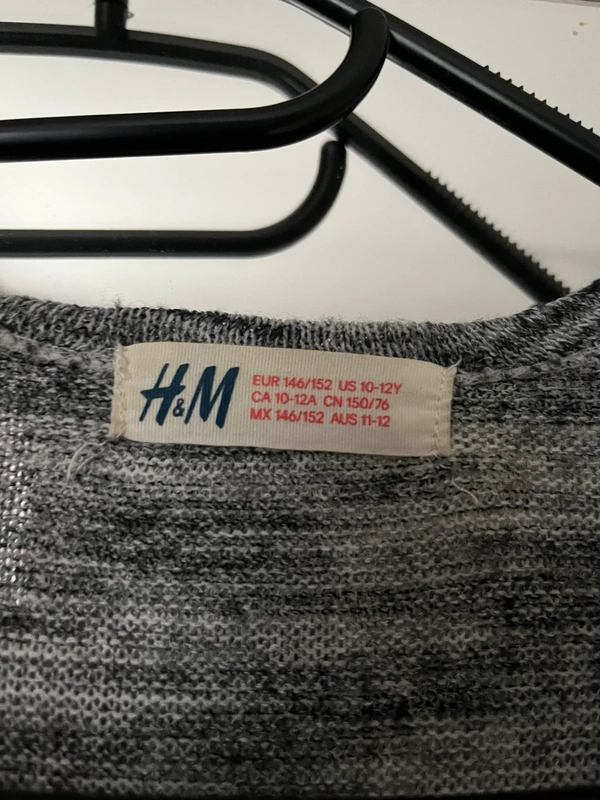 H&M
EUR 146/152 US 10-12Y
CA 10-12A CN 150/76
MX 146/152 AUS 11-12